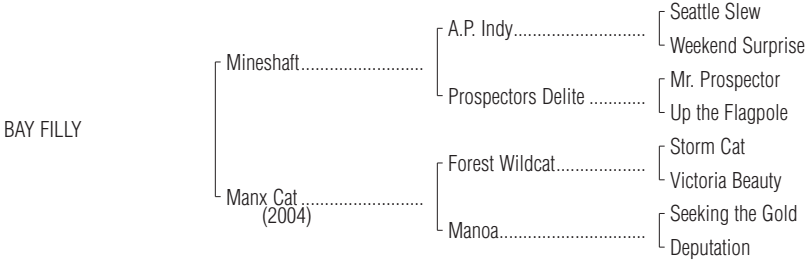 Seattle Slew
A.P. Indy..............................
Weekend Surprise
Mineshaft...........................
Mr. Prospector
Prospectors Delite ............
Up the Flagpole
BAY FILLY
Storm Cat
Forest Wildcat....................
Victoria Beauty
Manx Cat ...........................
(2004)
Seeking the Gold
Manoa.................................
Deputation